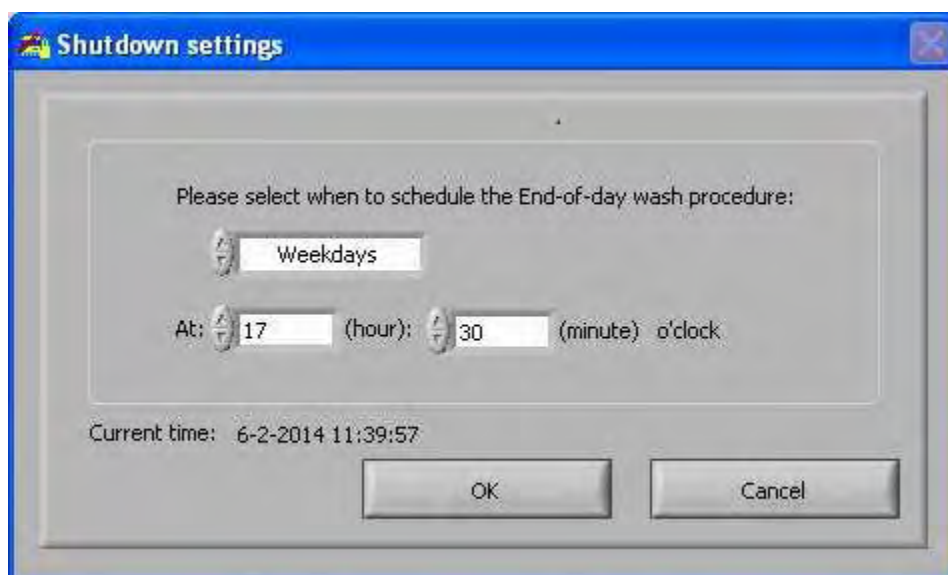 Shutdown settings
Please select when to schedule the End-of-day wash procedure:
Weekdays
At: 17 (hour): 30 (minute) o'clock
Current time: 6-2-2014 11:39:57
OK Cancel